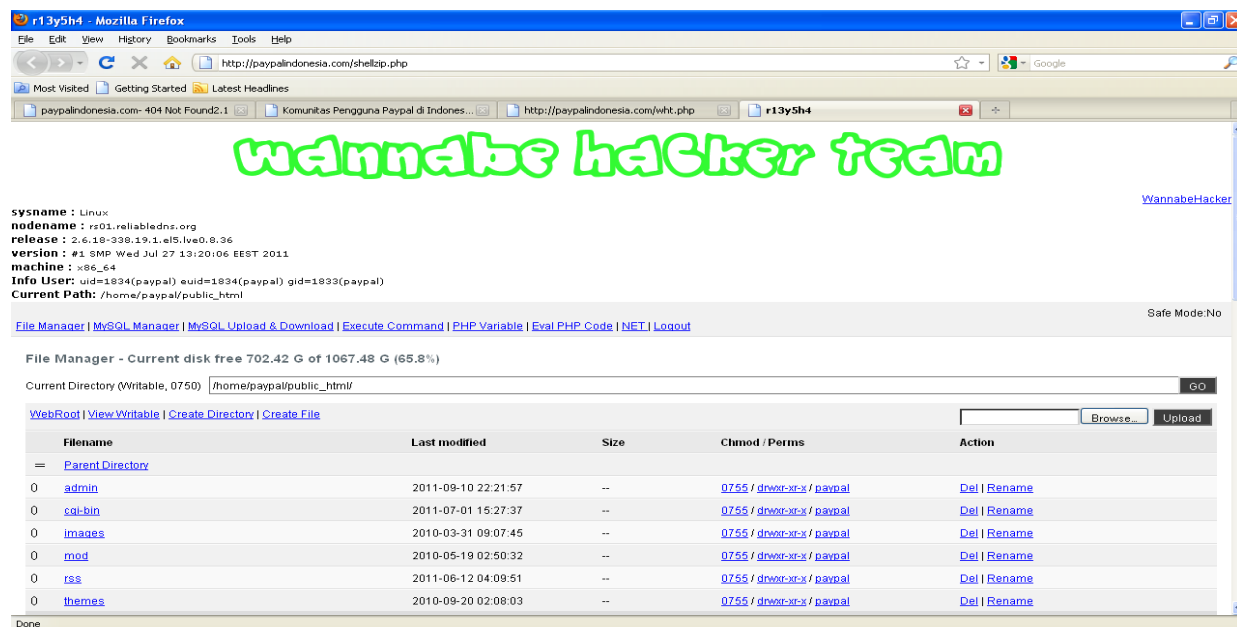 r13y5h4 - Mozilla Firefox
File Edit View History Bookmarks Tools Help
http://paypalindonesia.com/shellzip.php
Google
Most Visited Getting Started Latest Headlines
paypalindonesia.com- 404 Not Found2.1 Komunitas Pengguna Paypal di Indones... http://paypalindonesia.com/wht.php r13y5h4
wannabe hacker team
WannabeHacker
sysname : Linux
nodename : rs01.reliabledns.org
release : 2.6.18-338.19.1.el5.lve0.8.36
version : #1 SMP Wed Jul 27 13:20:06 EEST 2011
machine : x86_64
Info User: uid=1834(paypal) euid=1834(paypal) gid=1833(paypal)
Current Path: /home/paypal/public_html
Safe Mode:No
File Manager | MySQL Manager | MySQL Upload & Download | Execute Command | PHP Variable | Eval PHP Code | NET | Logout
File Manager - Current disk free 702.42 G of 1067.48 G (65.8%)
Current Directory (Writable, 0750) /home/paypal/public_html/ GO
WebRoot | View Writable | Create Directory | Create File Browse... Upload
Filename Last modified Size Chmod / Perms Action
= Parent Directory
0 admin 2011-09-10 22:21:57 -- 0755 / drwxr-xr-x / paypal Del | Rename
0 cgi-bin 2011-07-01 15:27:37 -- 0755 / drwxr-xr-x / paypal Del | Rename
0 images 2010-03-31 09:07:45 -- 0755 / drwxr-xr-x / paypal Del | Rename
0 mod 2010-05-19 02:50:32 -- 0755 / drwxr-xr-x / paypal Del | Rename
0 rss 2011-06-12 04:09:51 -- 0755 / drwxr-xr-x / paypal Del | Rename
0 themes 2010-09-20 02:08:03 -- 0755 / drwxr-xr-x / paypal Del | Rename
Done